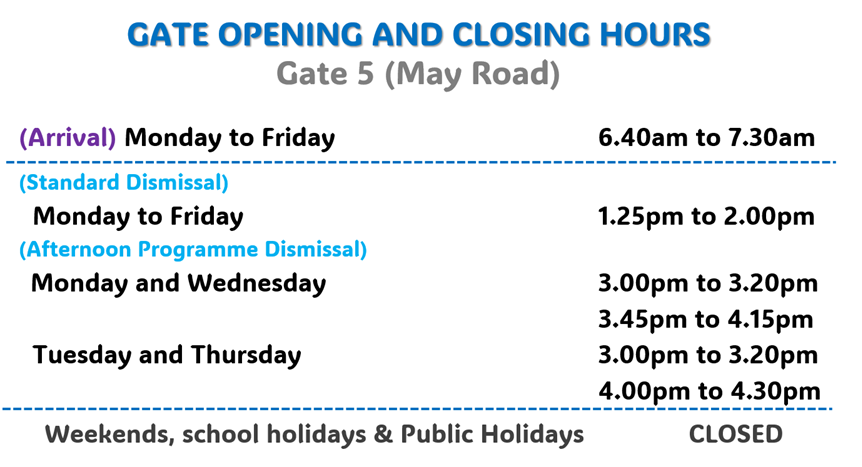 GATE OPENING AND CLOSING HOURS
Gate 5 (May Road)
(Arrival) Monday to Friday 6.40am to 7.30am
(Standard Dismissal)
Monday to Friday 1.25pm to 2.00pm
(Afternoon Programme Dismissal)
Monday and Wednesday 3.00pm to 3.20pm
3.45pm to 4.15pm
Tuesday and Thursday 3.00pm to 3.20pm
4.00pm to 4.30pm
Weekends, school holidays & Public Holidays CLOSED